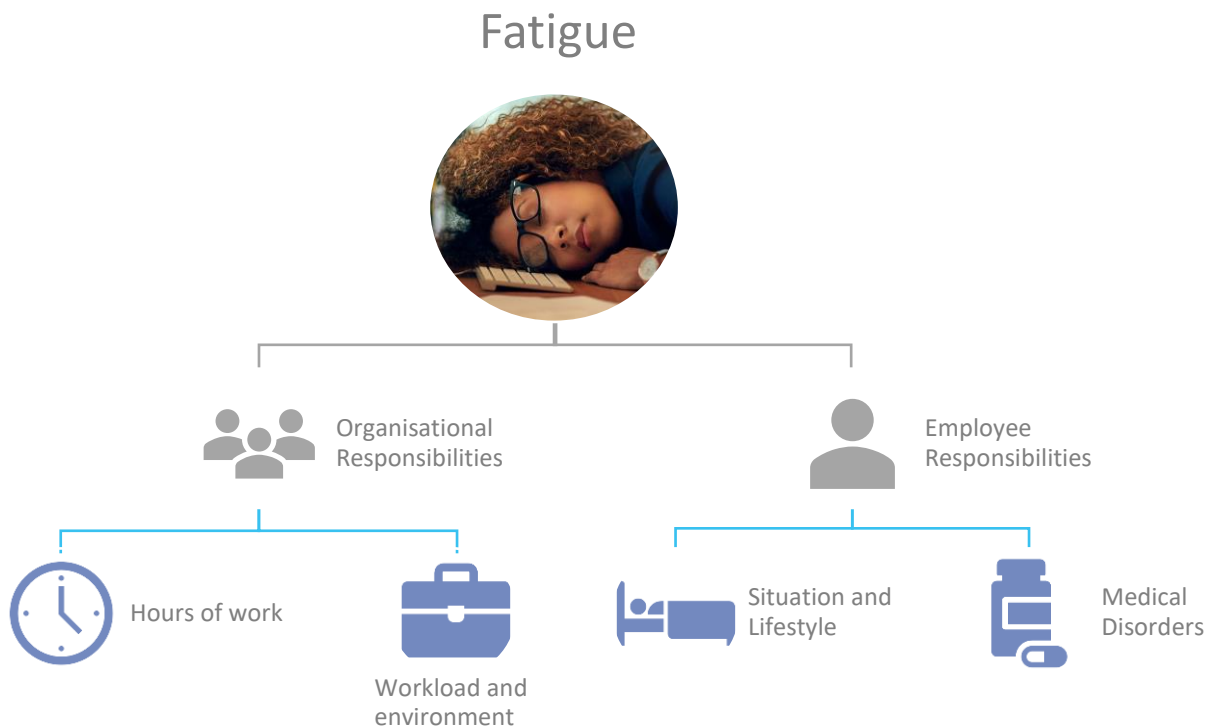 Fatigue
Organisational
Responsibilities
Employee
Responsibilities
Hours of work
Workload and
environment
Situation and
Lifestyle
Medical
Disorders